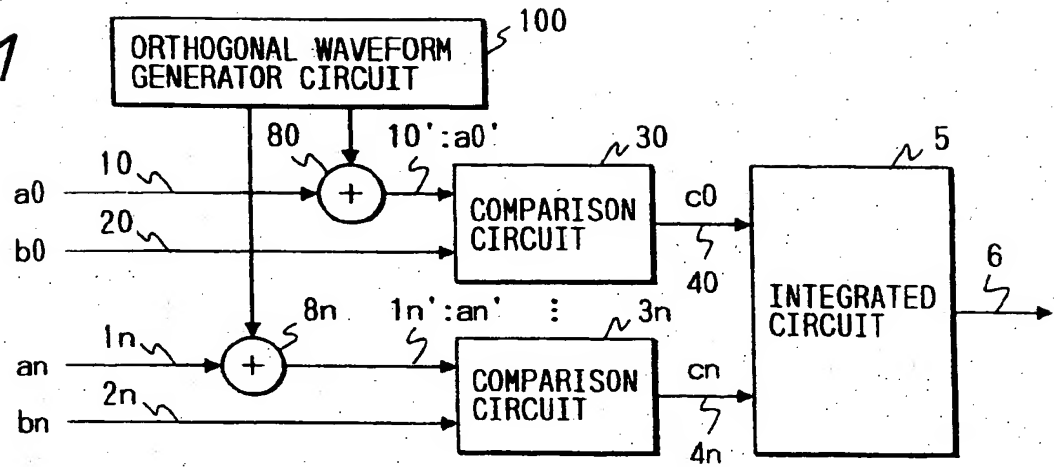 1
ORTHOGONAL WAVEFORM
GENERATOR CIRCUIT
100
80
10':a0'
30
5
10
a0
+
20
b0
COMPARISON
CIRCUIT
c0
40
6
INTEGRATED
CIRCUIT
8n
1n':an'
⋮
3n
1n
an
+
2n
bn
COMPARISON
CIRCUIT
cn
4n